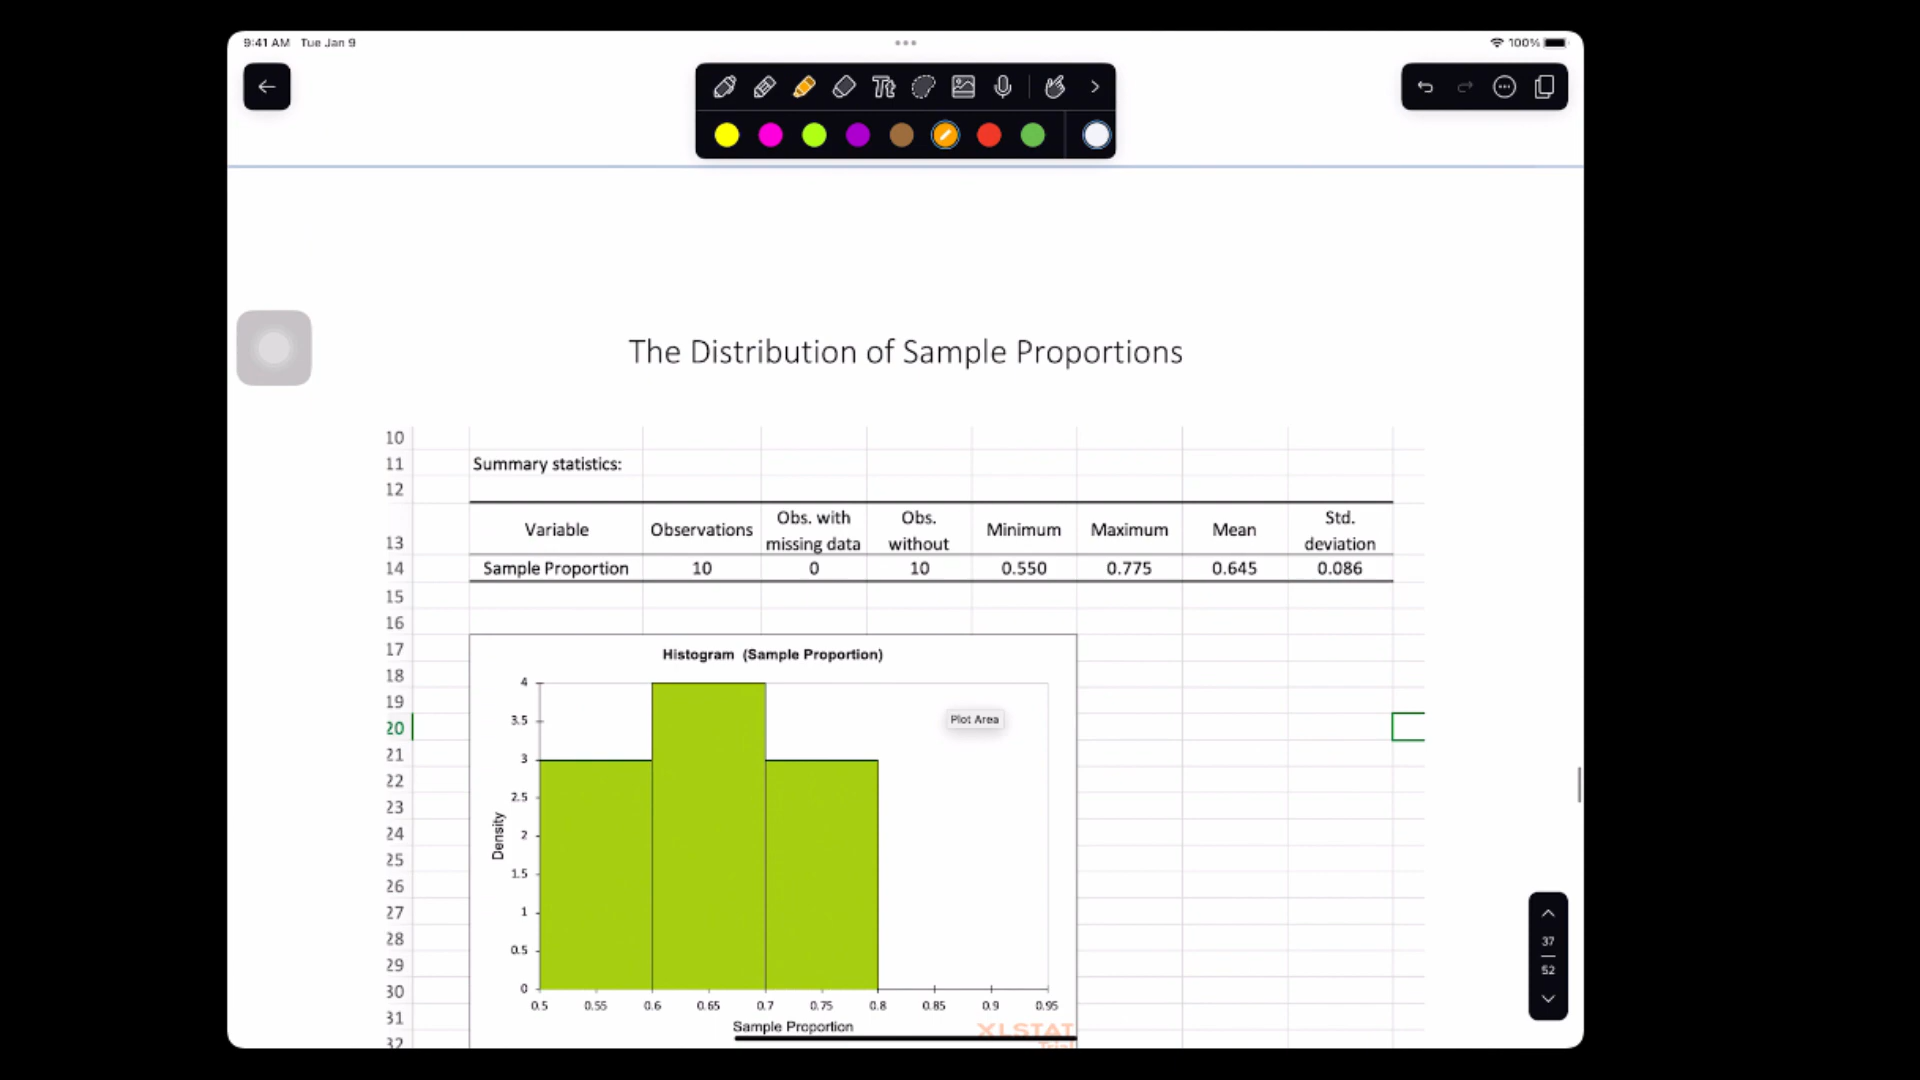 9:41 AM Tue Jan 9
100%
Tt
The Distribution of Sample Proportions
10
11 Summary statistics:
12
13 Variable Observations Obs. with missing data Obs. without Minimum Maximum Mean Std. deviation
14 Sample Proportion 10 0 10 0.550 0.775 0.645 0.086
15
16
17
18
19
20
21
22
23
24
25
26
27
28
29
30
31
32
Histogram (Sample Proportion)
Plot Area
4
3.5
3
2.5
2
1.5
1
0.5
0
Density
0.5 0.55 0.6 0.65 0.7 0.75 0.8 0.85 0.9 0.95
Sample Proportion
XLSTAT
Trial
37
52